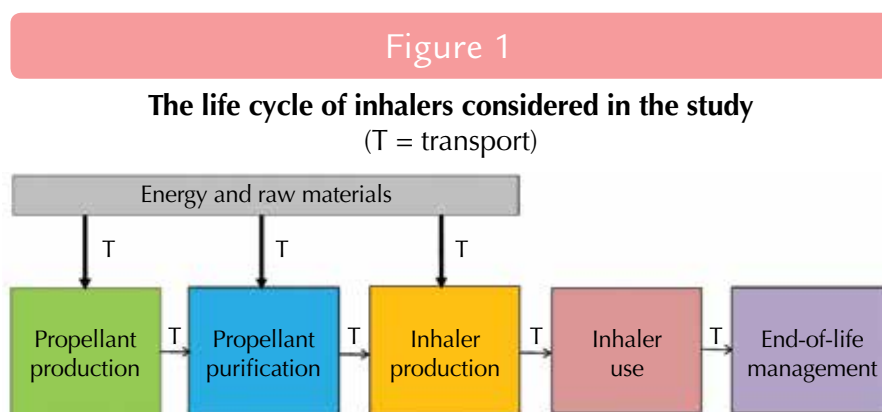 Figure 1
The life cycle of inhalers considered in the study
(T = transport)
Energy and raw materials
T
T
T
Propellant
production
T
Propellant
purification
T
Inhaler
production
T
Inhaler
use
T
End-of-life
management